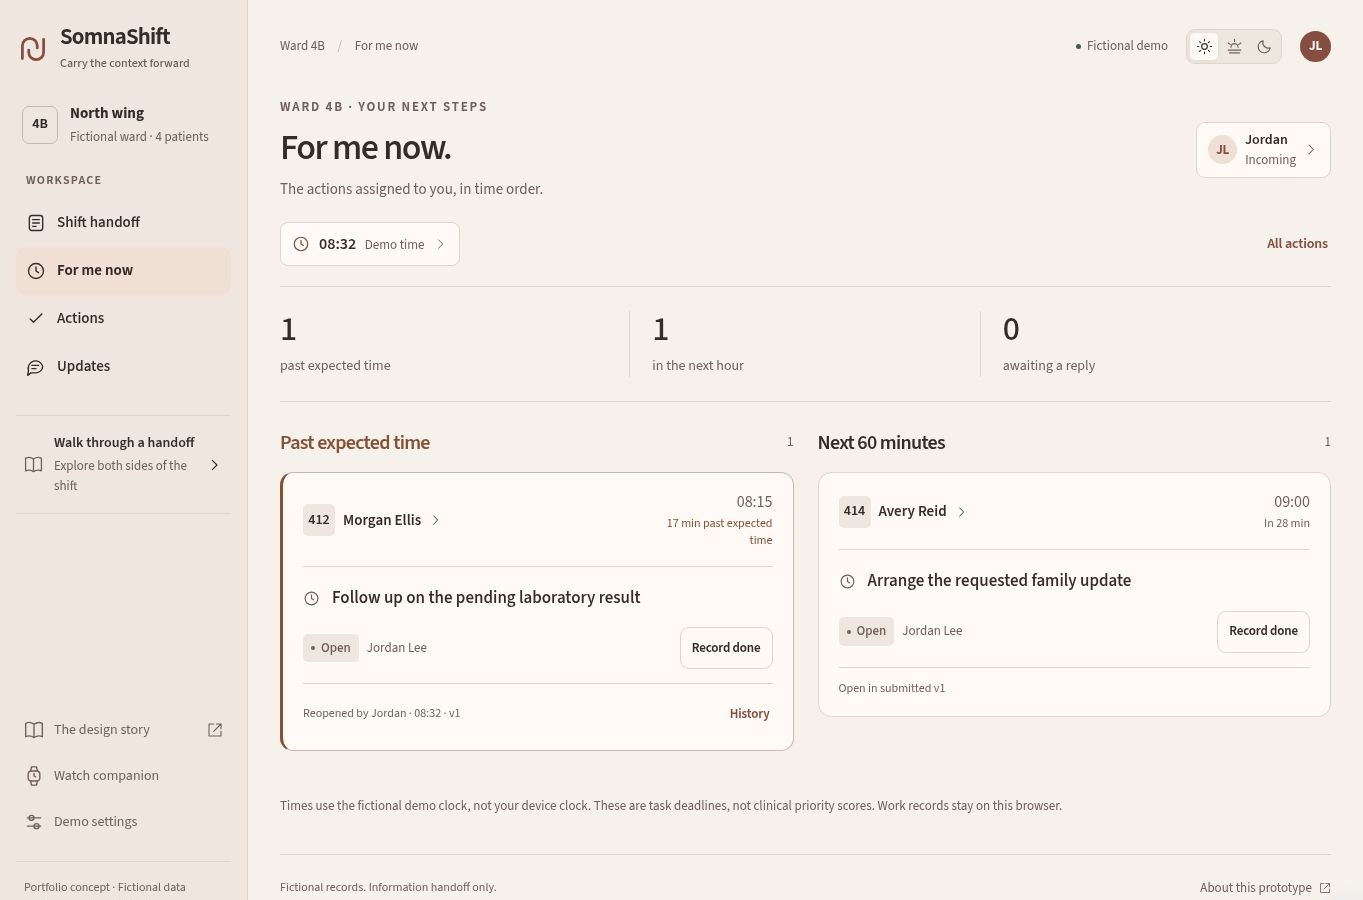 SomnaShift
Carry the context forward
4B
North wing
Fictional ward · 4 patients
WORKSPACE
Shift handoff
For me now
Actions
Updates
Walk through a handoff
Explore both sides of the
shift
The design story
Watch companion
Demo settings
Portfolio concept · Fictional data
Ward 4B / For me now
Fictional demo
JL
WARD 4B · YOUR NEXT STEPS
For me now.
The actions assigned to you, in time order.
JL
Jordan
Incoming
08:32 Demo time
All actions
1
past expected time
1
in the next hour
0
awaiting a reply
Past expected time 1
412 Morgan Ellis
08:15
17 min past expected
time
Follow up on the pending laboratory result
• Open Jordan Lee
Record done
Reopened by Jordan · 08:32 · v1
History
Next 60 minutes 1
414 Avery Reid
09:00
In 28 min
Arrange the requested family update
• Open Jordan Lee
Record done
Open in submitted v1
Times use the fictional demo clock, not your device clock. These are task deadlines, not clinical priority scores. Work records stay on this browser.
Fictional records. Information handoff only.
About this prototype